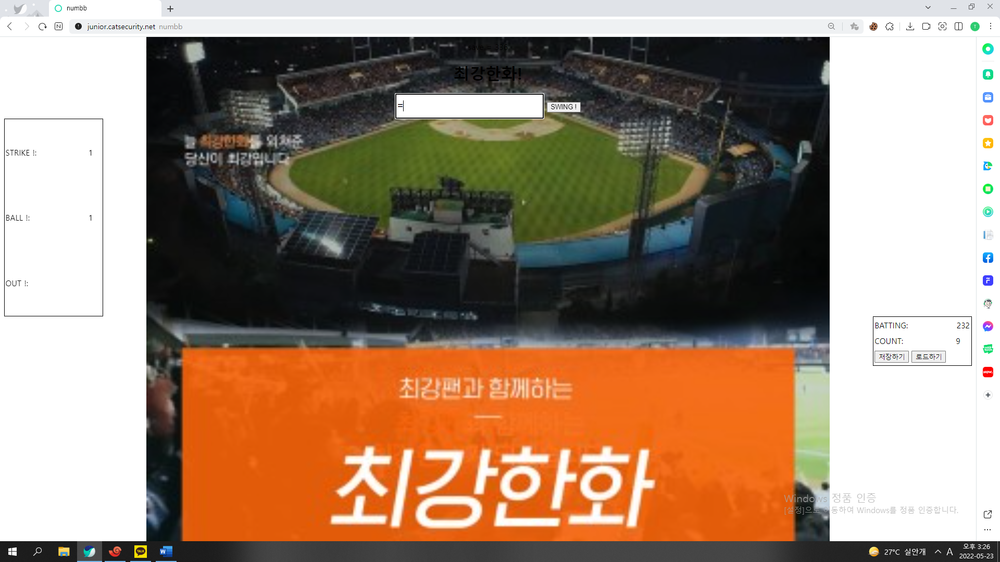 numbb
junior.catsecurity.net numbb
save = 336
최강한화!
=
SWING !
늘 최강한화를 외쳐준
당신이 최강입니다
STRIKE !: 1
BALL !: 1
OUT !:
BATTING: 232
COUNT: 9
저장하기 로드하기
최강팬과 함께하는
최강한화
Windows 정품 인증
[설정]으로 이동하여 Windows를 정품 인증합니다.
27°C 실안개
A
오후 3:26
2022-05-23
TALK
NOW.